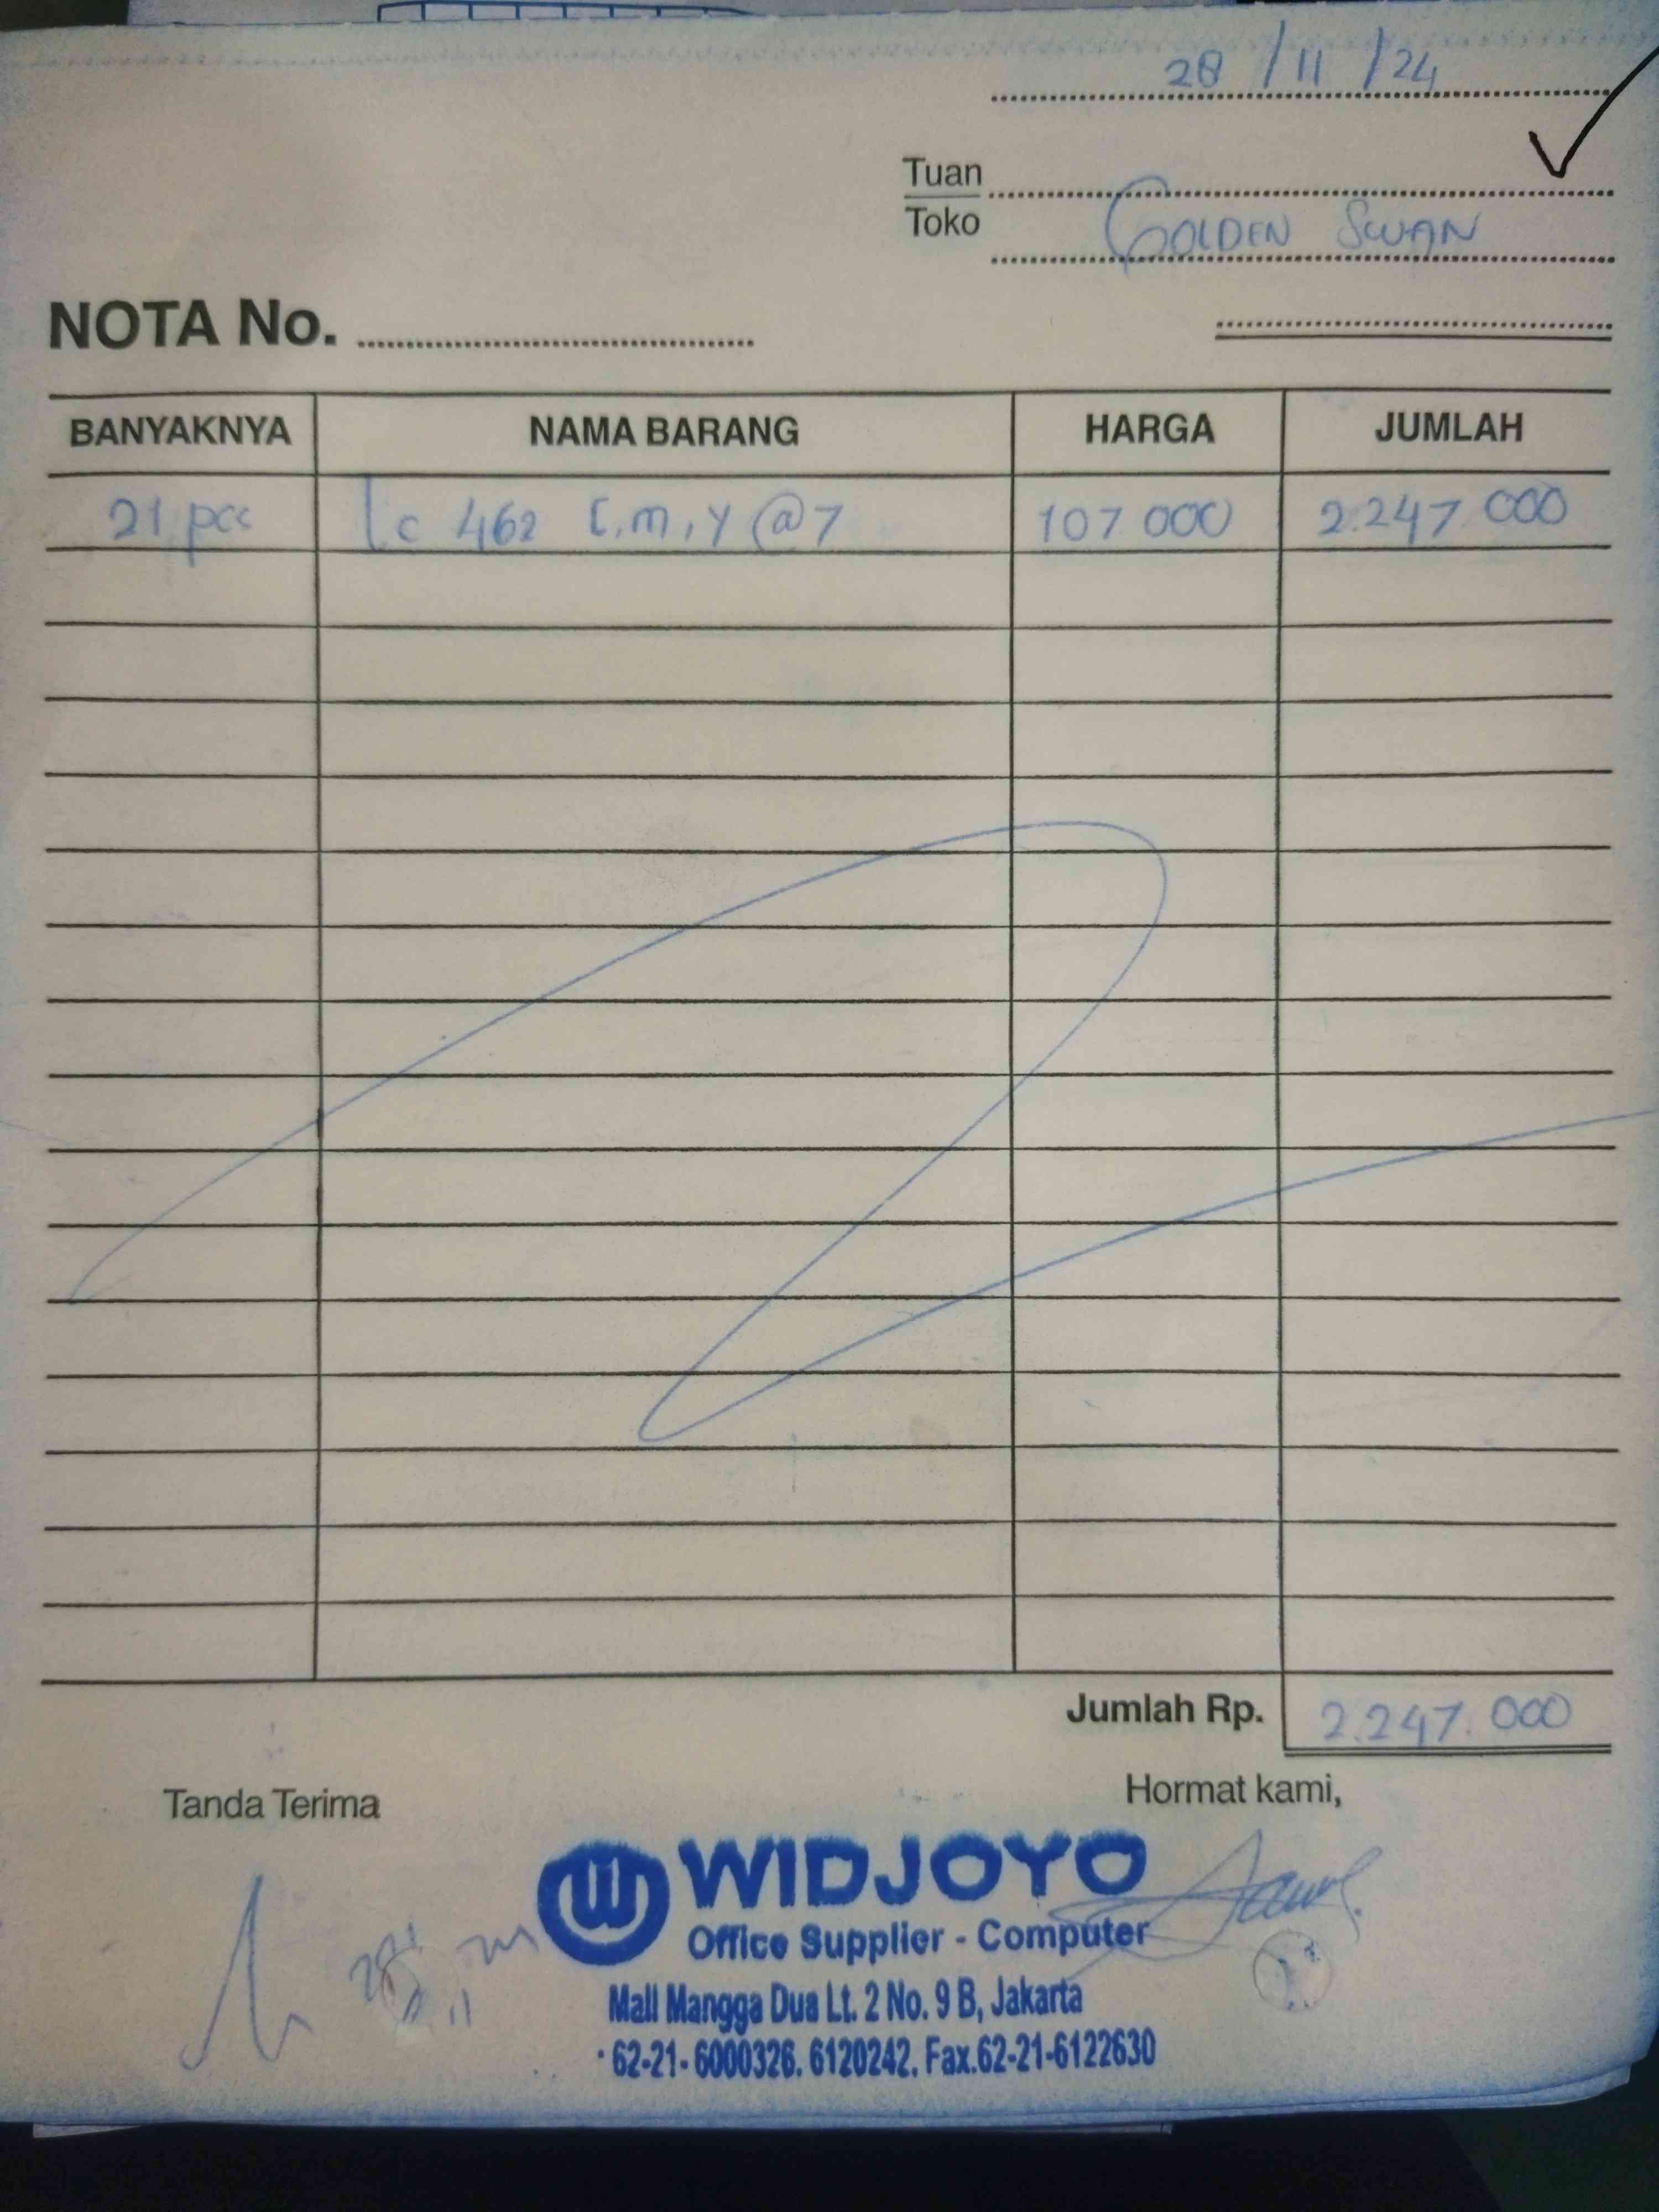 28/11/24
Tuan
Toko GOLDEN SWAN
NOTA No.
BANYAKNYA NAMA BARANG HARGA JUMLAH
21 pcs Lc 462 C.M,Y @7 107.000 2.247.000
Jumlah Rp. 2.247.000
Tanda Terima Hormat kami,
WIDJOYO
Office Supplier - Computer
Mall Mangga Dua Lt. 2 No. 9 B, Jakarta
62-21- 6000326. 6120242. Fax.62-21-6122630